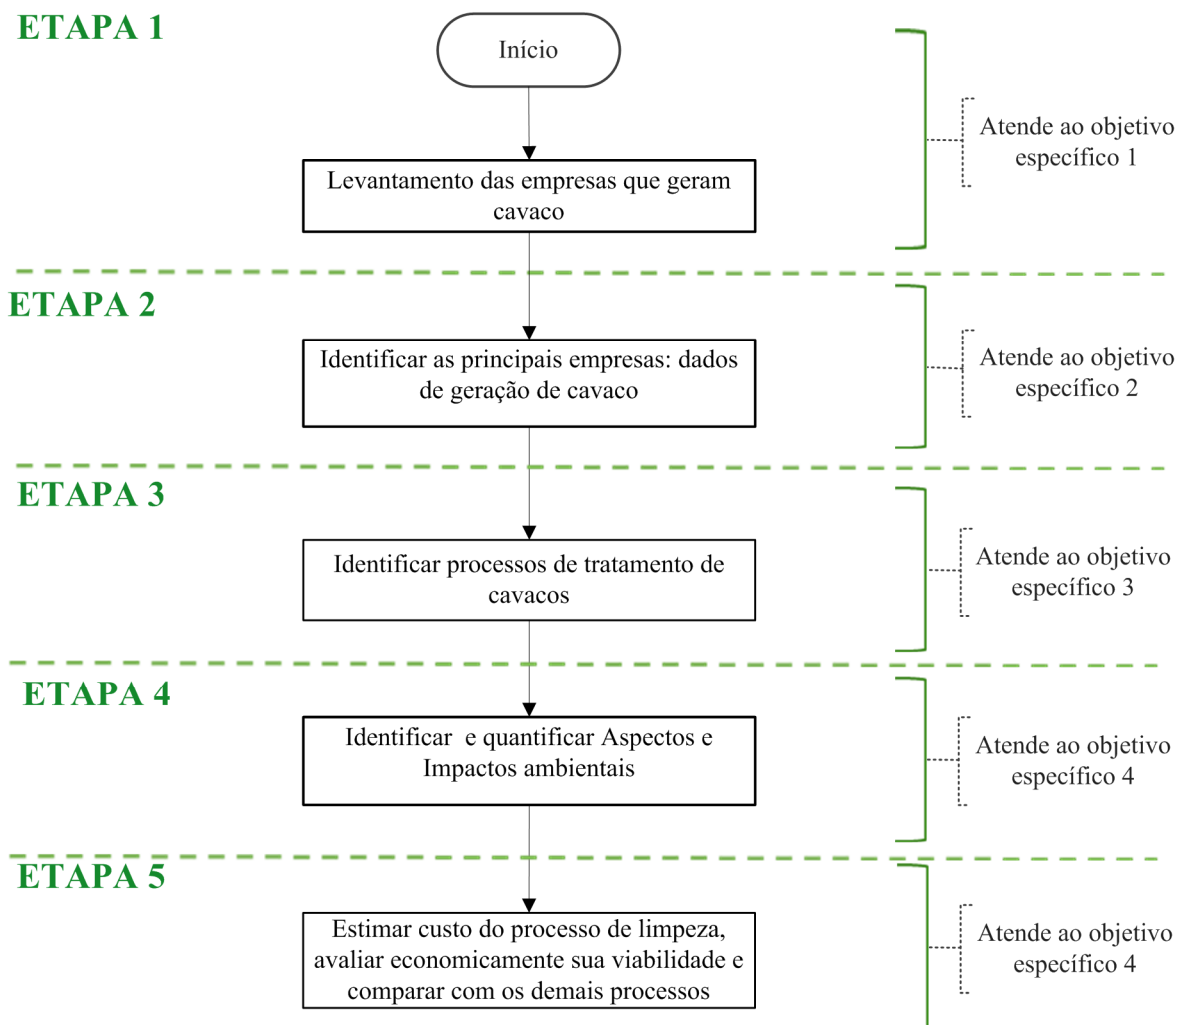 ETAPA 1
Início
Levantamento das empresas que geram
cavaco
Atende ao objetivo
específico 1
ETAPA 2
Identificar as principais empresas: dados
de geração de cavaco
Atende ao objetivo
específico 2
ETAPA 3
Identificar processos de tratamento de
cavacos
Atende ao objetivo
específico 3
ETAPA 4
Identificar  e quantificar Aspectos e
Impactos ambientais
Atende ao objetivo
específico 4
ETAPA 5
Estimar custo do processo de limpeza,
avaliar economicamente sua viabilidade e
comparar com os demais processos
Atende ao objetivo
específico 4